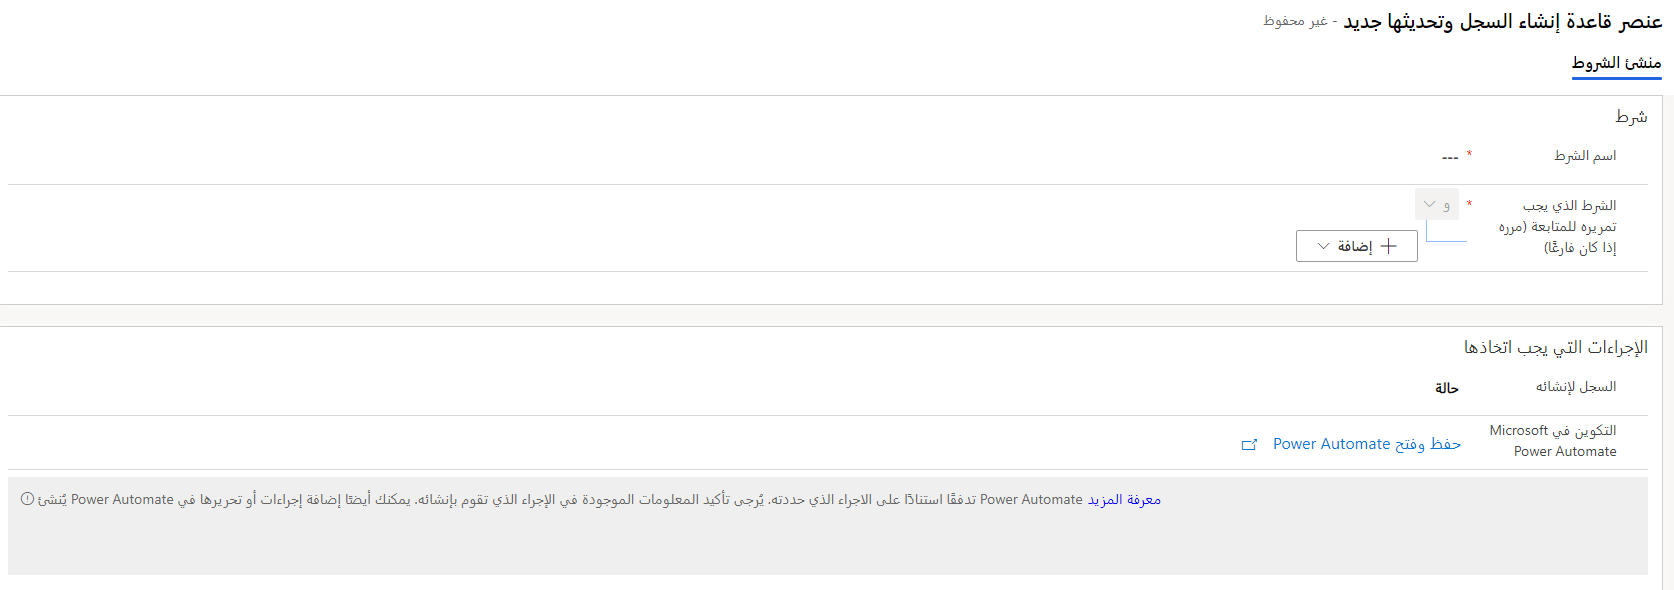 عنصر قاعدة إنشاء السجل وتحديثها جديد - غير محفوظ
منشئ الشروط
شرط
اسم الشرط * ---
الشرط الذي يجب تمريره للمتابعة (مرره إذا كان فارغًا) * و
إضافة
الإجراءات التي يجب اتخاذها
السجل لإنشائه حالة
التكوين في Microsoft Power Automate حفظ وفتح Power Automate
معرفة المزيد Power Automate تدفقًا استنادًا على الاجراء الذي حددته. يُرجى تأكيد المعلومات الموجودة في الإجراء الذي تقوم بإنشائه. يمكنك أيضًا إضافة إجراءات أو تحريرها في Power Automate يُنشئ